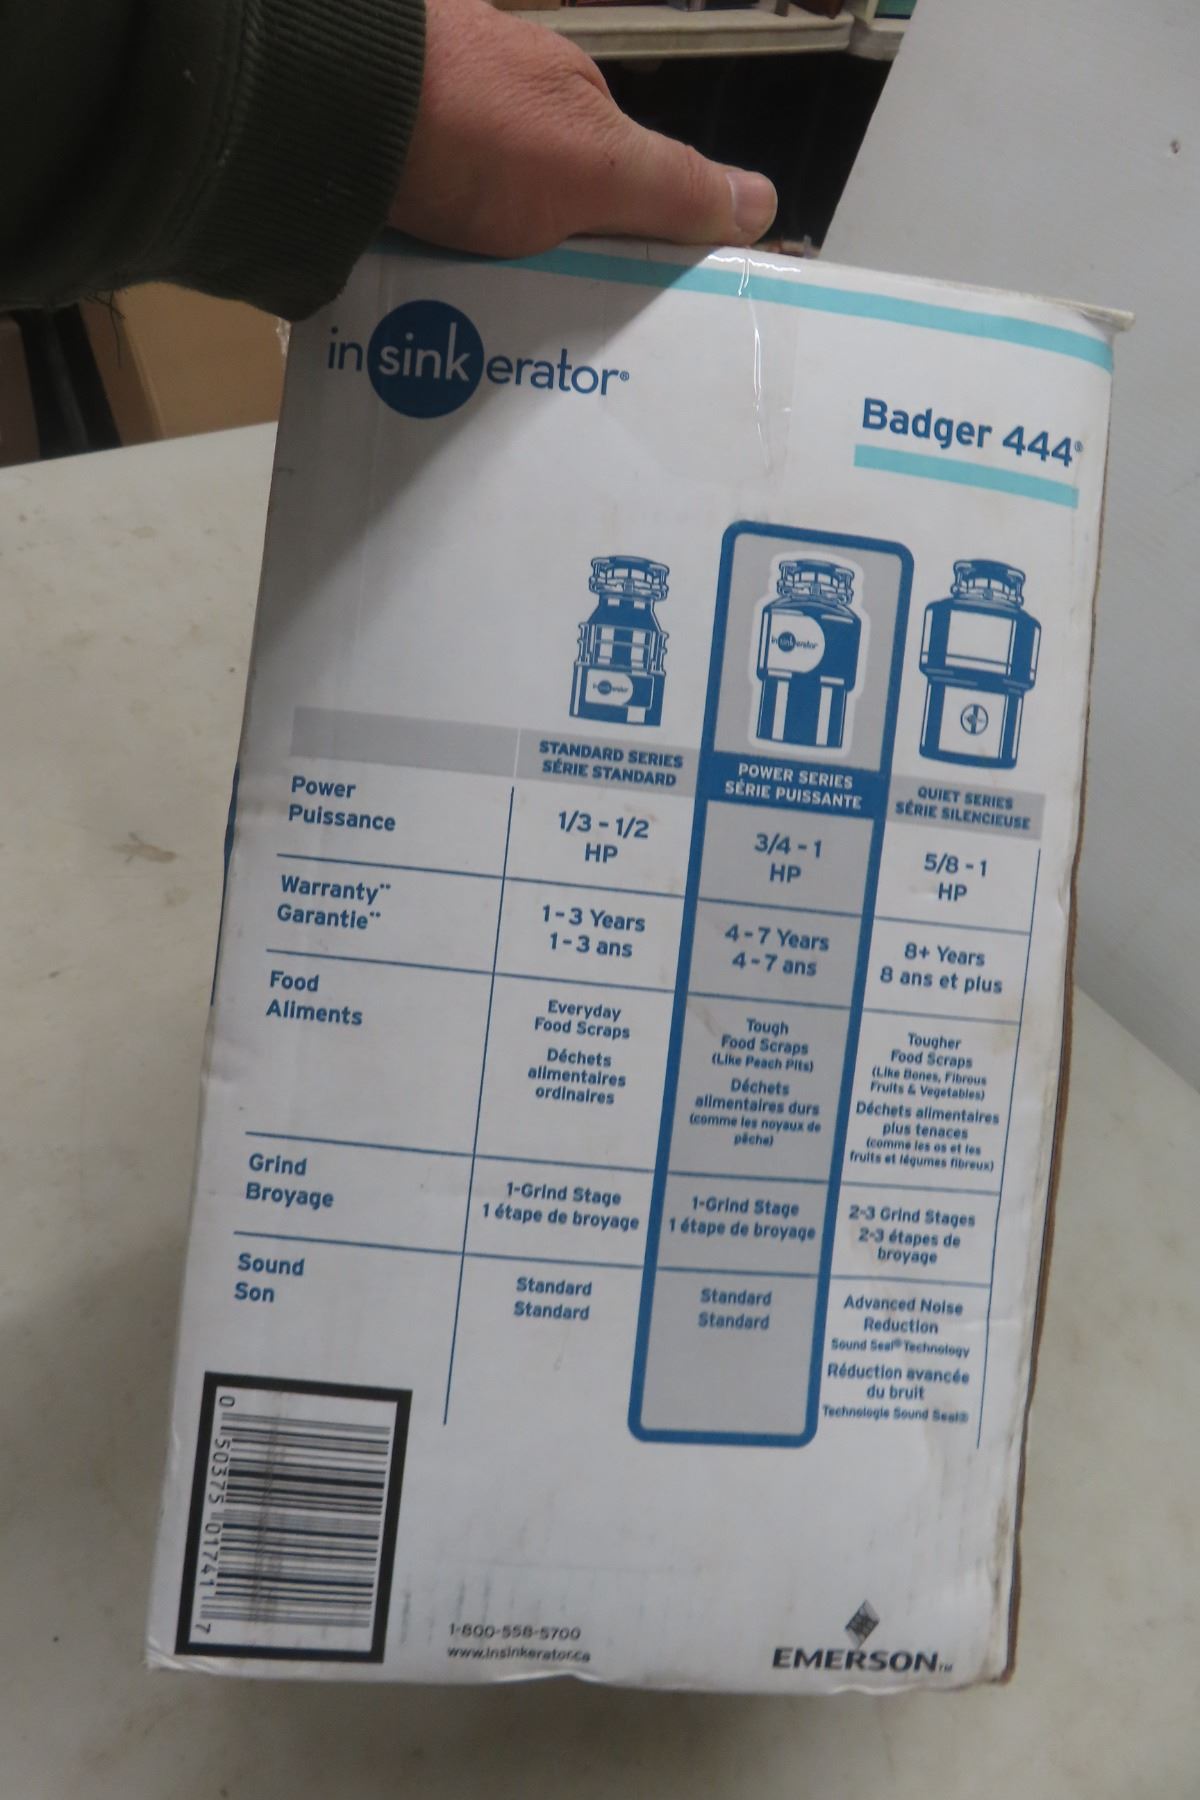 insinkerator®
Badger 444®
STANDARD SERIES
SÉRIE STANDARD
POWER SERIES
SÉRIE PUISSANTE
QUIET SERIES
SÉRIE SILENCIEUSE
Power
Puissance
1/3 - 1/2
HP
3/4 - 1
HP
5/8 - 1
HP
Warranty**
Garantie**
1 - 3 Years
1 - 3 ans
4 - 7 Years
4 - 7 ans
8+ Years
8 ans et plus
Food
Aliments
Everyday
Food Scraps
Déchets
alimentaires
ordinaires
Tough
Food Scraps
(Like Peach Pits)
Déchets
alimentaires durs
(comme les noyaux de
pêche)
Tougher
Food Scraps
(Like Bones, Fibrous
Fruits & Vegetables)
Déchets alimentaires
plus tenaces
(comme les os et les
fruits et légumes fibreux)
Grind
Broyage
1-Grind Stage
1 étape de broyage
1-Grind Stage
1 étape de broyage
2-3 Grind Stages
2-3 étapes de
broyage
Sound
Son
Standard
Standard
Standard
Standard
Advanced Noise
Reduction
Sound Seal® Technology
Réduction avancée
du bruit
Technologie Sound Seal®
0 50375 01741 7
1-800-558-5700
www.insinkerator.ca
EMERSON™